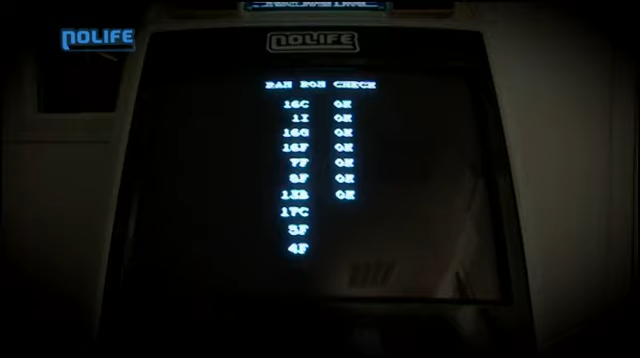 NOLIFE
NOLIFE
RAM ROM CHECK
16C OK
1I OK
16G OK
16F OK
7F OK
8F OK
13B OK
17C
5F
4F